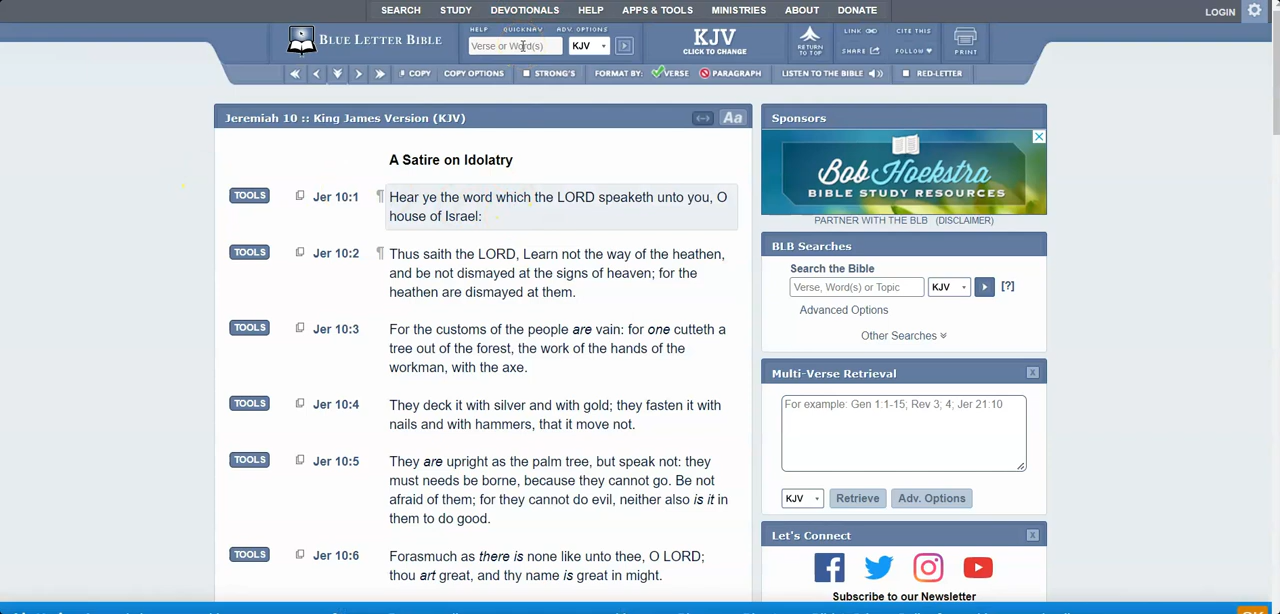 SEARCH STUDY DEVOTIONALS HELP APPS & TOOLS MINISTRIES ABOUT DONATE
LOGIN
HELP QUICKNAV ADV. OPTIONS
BLUE LETTER BIBLE
Verse or Word(s)
KJV
KJV
CLICK TO CHANGE
RETURN
TO TOP
LINK
CITE THIS
SHARE
FOLLOW
PRINT
COPY COPY OPTIONS STRONG'S FORMAT BY: VERSE PARAGRAPH LISTEN TO THE BIBLE RED-LETTER
Jeremiah 10 :: King James Version (KJV)
Aa
A Satire on Idolatry
TOOLS Jer 10:1 ¶ Hear ye the word which the LORD speaketh unto you, O
house of Israel:
TOOLS Jer 10:2 ¶ Thus saith the LORD, Learn not the way of the heathen,
and be not dismayed at the signs of heaven; for the
heathen are dismayed at them.
TOOLS Jer 10:3 For the customs of the people are vain: for one cutteth a
tree out of the forest, the work of the hands of the
workman, with the axe.
TOOLS Jer 10:4 They deck it with silver and with gold; they fasten it with
nails and with hammers, that it move not.
TOOLS Jer 10:5 They are upright as the palm tree, but speak not: they
must needs be borne, because they cannot go. Be not
afraid of them; for they cannot do evil, neither also is it in
them to do good.
TOOLS Jer 10:6 Forasmuch as there is none like unto thee, O LORD;
thou art great, and thy name is great in might.
Sponsors
Bob Hoekstra
BIBLE STUDY RESOURCES
PARTNER WITH THE BLB (DISCLAIMER)
BLB Searches
Search the Bible
Verse, Word(s) or Topic
KJV
[?]
Advanced Options
Other Searches
Multi-Verse Retrieval
X
For example: Gen 1:1-15; Rev 3; 4; Jer 21:10
KJV Retrieve Adv. Options
Let's Connect
X
Subscribe to our Newsletter